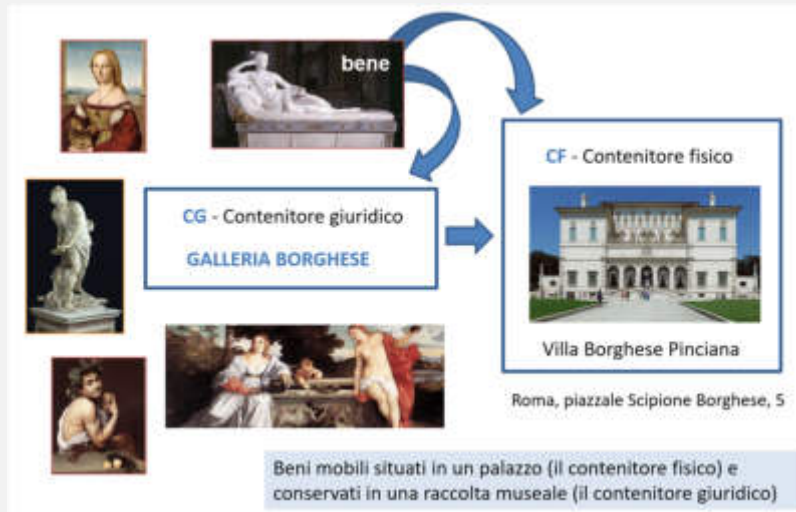 bene
CF - Contenitore fisico
CG - Contenitore giuridico
GALLERIA BORGHESE
Villa Borghese Pinciana
Roma, piazzale Scipione Borghese, 5
Beni mobili situati in un palazzo (il contenitore fisico) e
conservati in una raccolta museale (il contenitore giuridico)